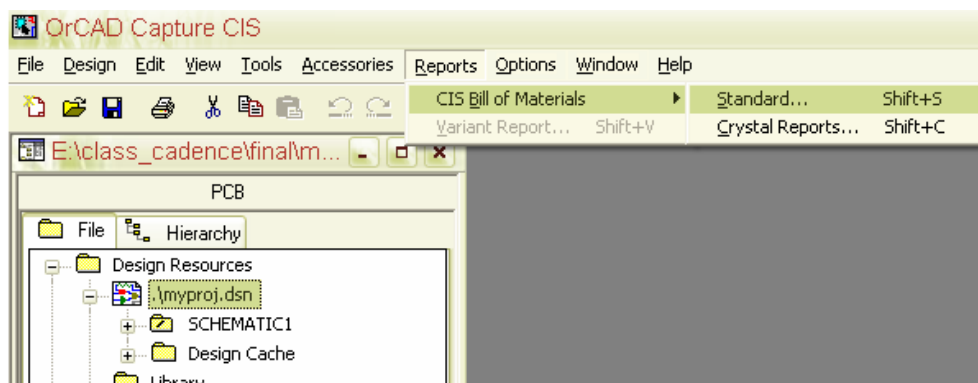 OrCAD Capture CIS
File Design Edit View Tools Accessories Reports Options Window Help
CIS Bill of Materials
Standard... Shift+S
Variant Report... Shift+V
Crystal Reports... Shift+C
E:\class_cadence\final\m...
PCB
File Hierarchy
Design Resources
.\myproj.dsn
SCHEMATIC1
Design Cache
Library